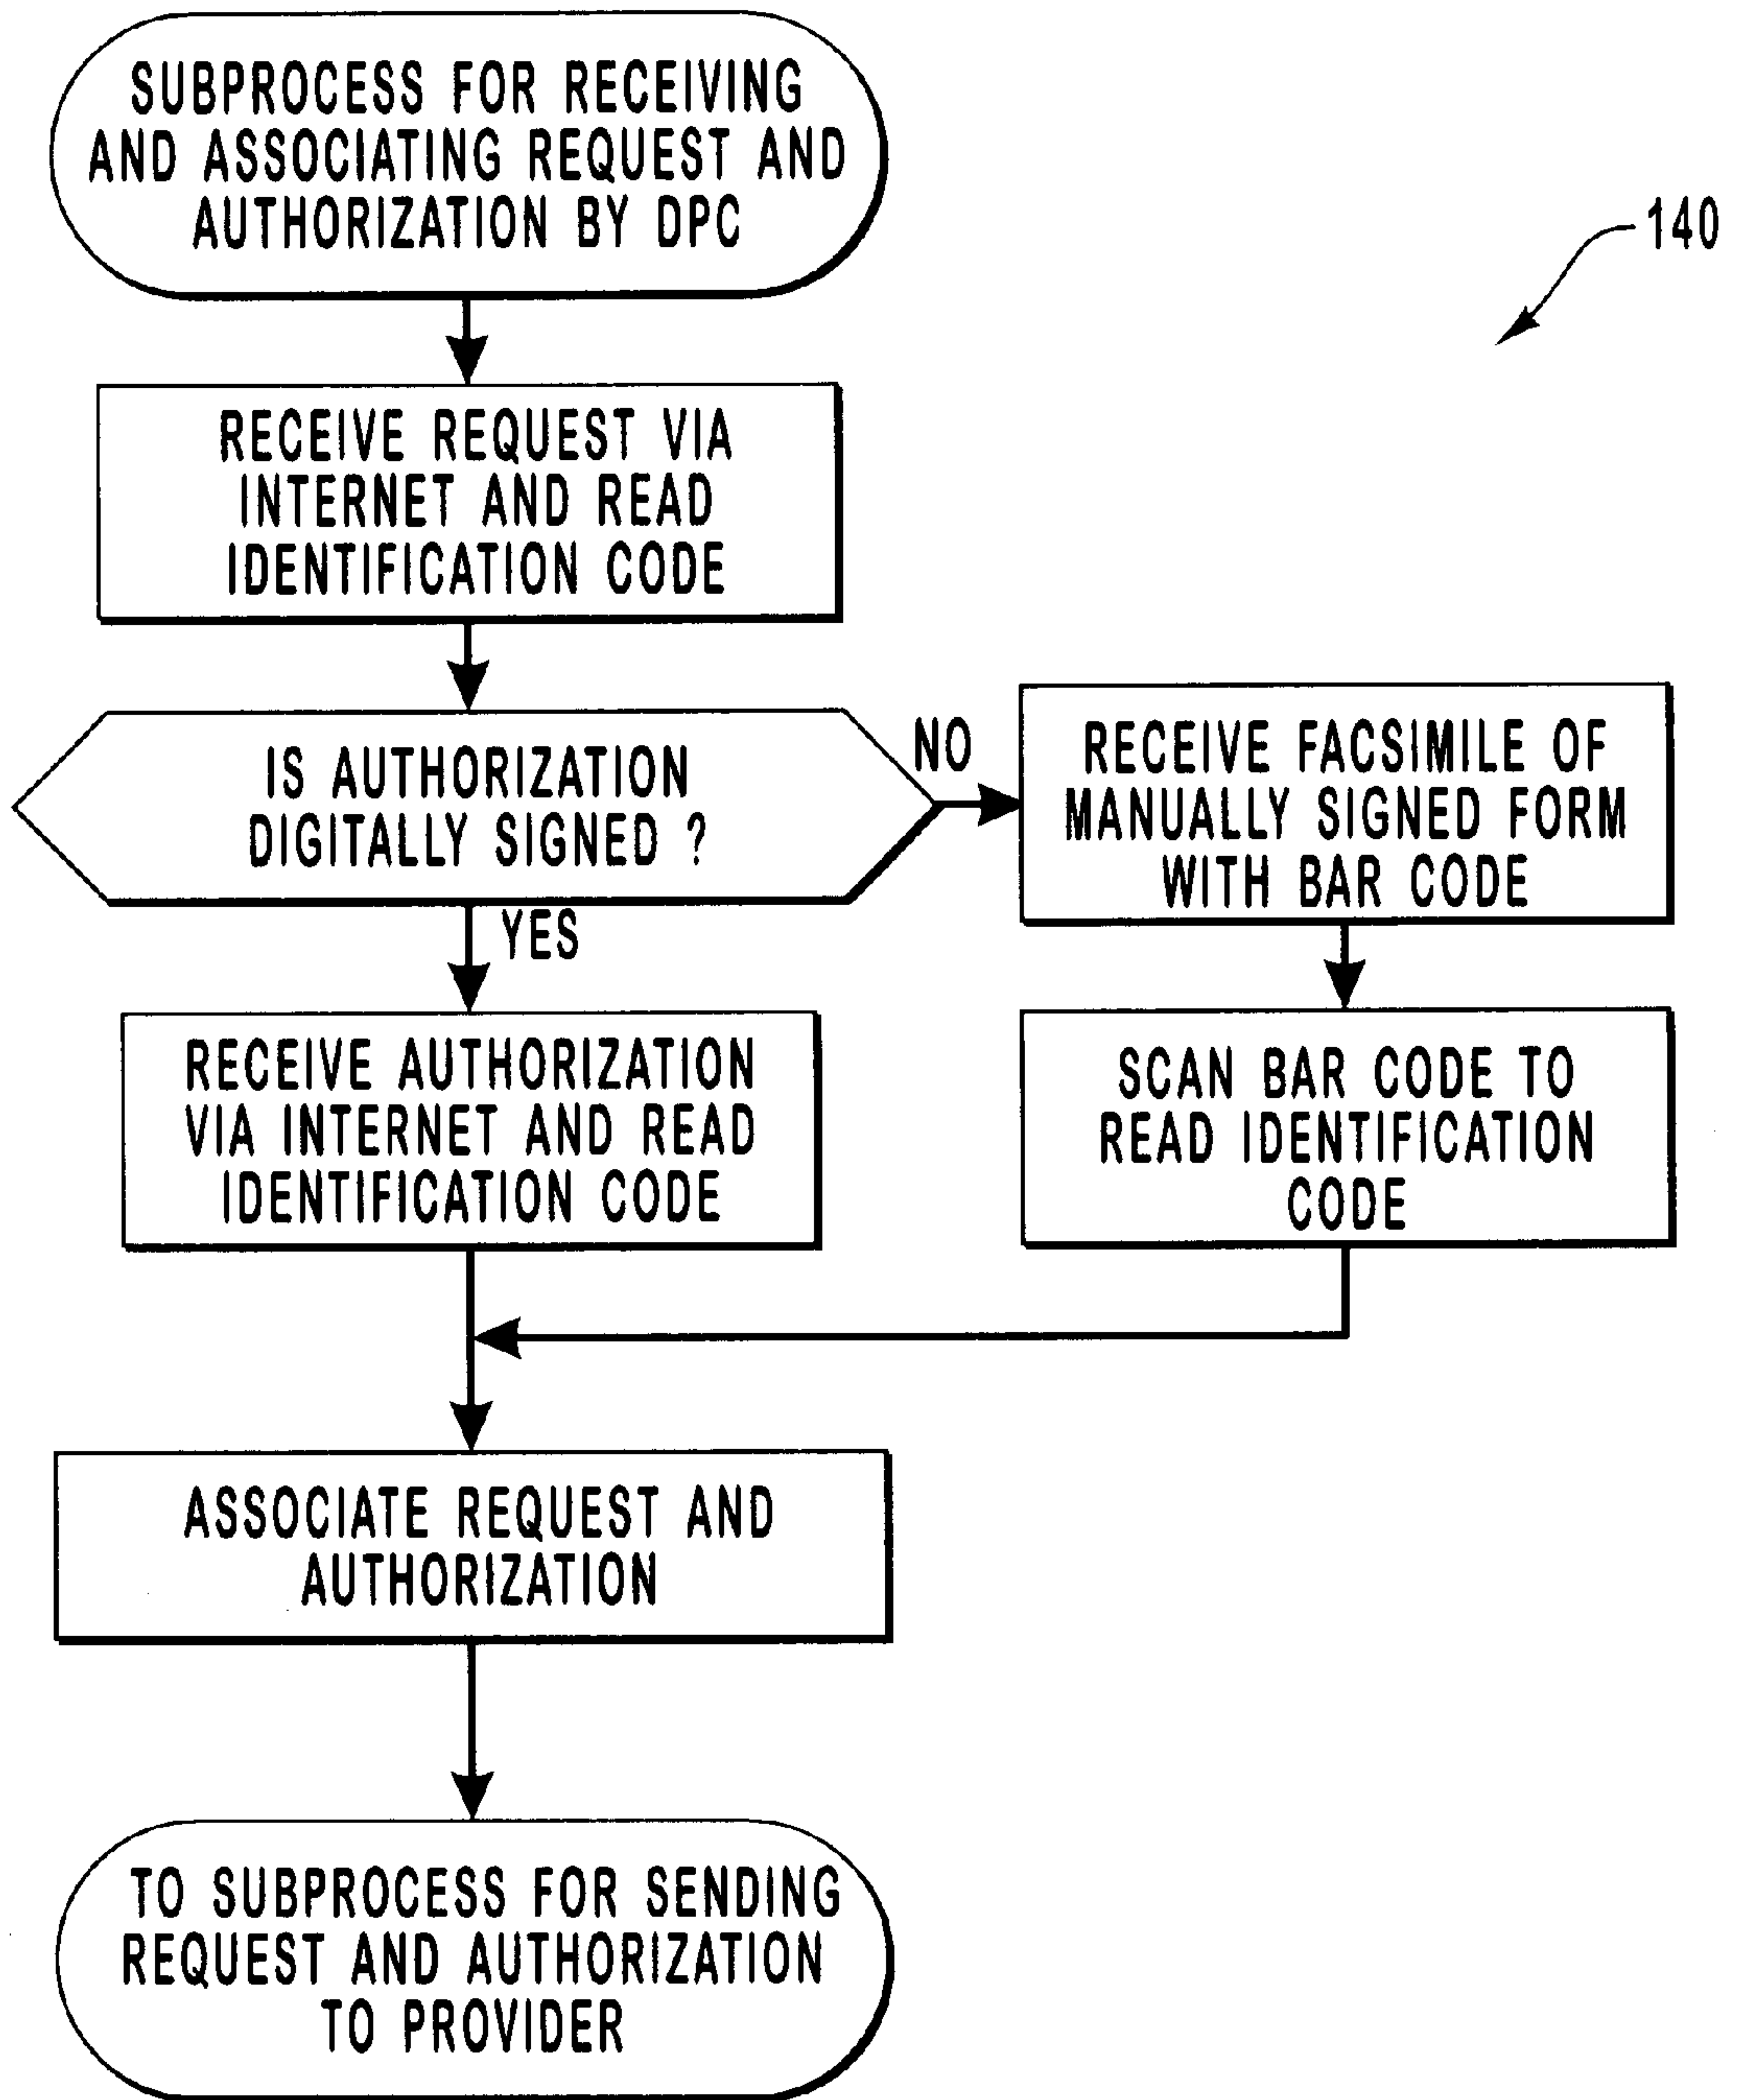 SUBPROCESS FOR RECEIVING
AND ASSOCIATING REQUEST AND
AUTHORIZATION BY DPC
140
RECEIVE REQUEST VIA
INTERNET AND READ
IDENTIFICATION CODE
IS AUTHORIZATION
DIGITALLY SIGNED ?
NO
RECEIVE FACSIMILE OF
MANUALLY SIGNED FORM
WITH BAR CODE
YES
RECEIVE AUTHORIZATION
VIA INTERNET AND READ
IDENTIFICATION CODE
SCAN BAR CODE TO
READ IDENTIFICATION
CODE
ASSOCIATE REQUEST AND
AUTHORIZATION
TO SUBPROCESS FOR SENDING
REQUEST AND AUTHORIZATION
TO PROVIDER